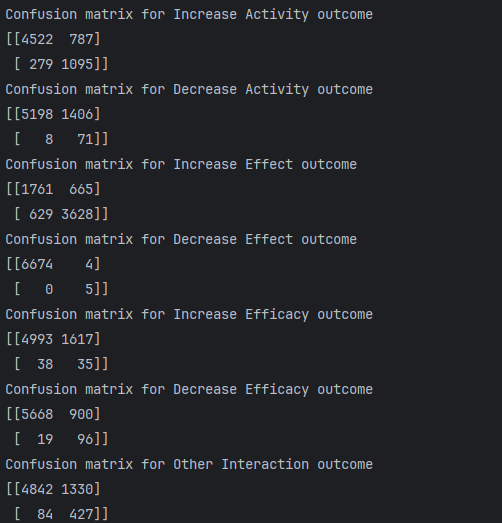 Confusion matrix for Increase Activity outcome
[[4522  787]
 [ 279 1095]]
Confusion matrix for Decrease Activity outcome
[[5198 1406]
 [   8   71]]
Confusion matrix for Increase Effect outcome
[[1761  665]
 [ 629 3628]]
Confusion matrix for Decrease Effect outcome
[[6674    4]
 [   0    5]]
Confusion matrix for Increase Efficacy outcome
[[4993 1617]
 [  38   35]]
Confusion matrix for Decrease Efficacy outcome
[[5668  900]
 [  19   96]]
Confusion matrix for Other Interaction outcome
[[4842 1330]
 [  84  427]]